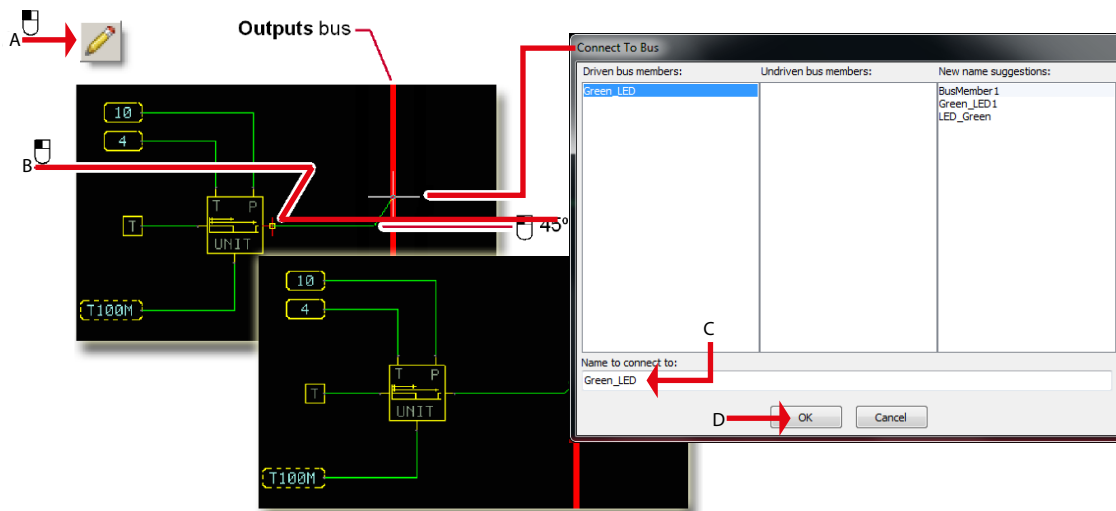 A
Outputs bus
Connect To Bus
Driven bus members:
Undriven bus members:
New name suggestions:
Green_LED
BusMember1
Green_LED1
LED_Green
10
4
B
T P
T
UNIT
45°
T100M
10
4
T P
T
UNIT
T100M
C
Name to connect to:
Green_LED
D
OK
Cancel